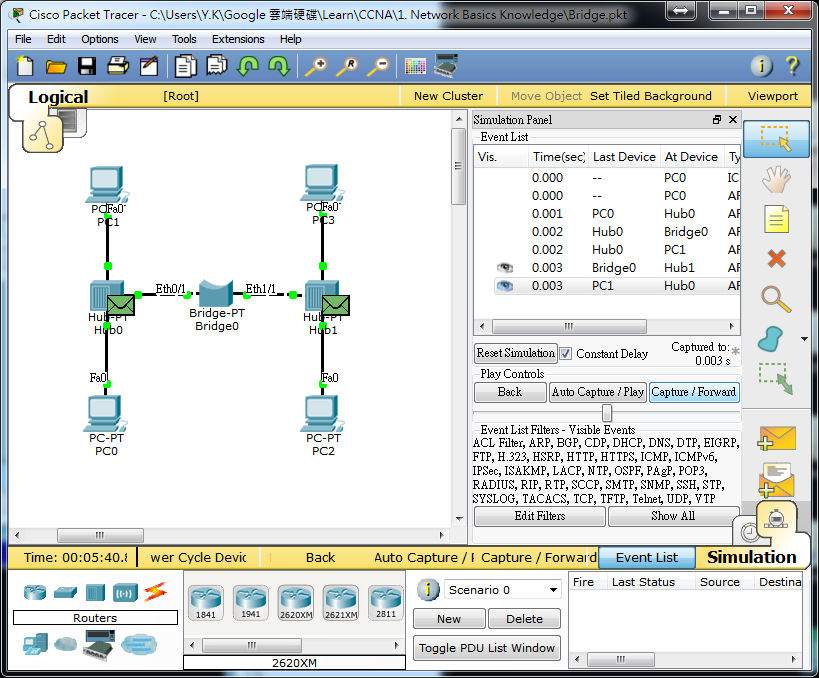 Cisco Packet Tracer - C:\Users\Y.K\Google 雲端硬碟\Learn\CCNA\1. Network Basics Knowledge\Bridge.pkt
File Edit Options View Tools Extensions Help
Logical [Root] New Cluster Move Object Set Tiled Background Viewport
Simulation Panel
Event List
Vis. Time(sec) Last Device At Device Ty
0.000 -- PC0 IC
0.000 -- PC0 AF
0.001 PC0 Hub0 AF
0.002 Hub0 Bridge0 AF
0.002 Hub0 PC1 AF
0.003 Bridge0 Hub1 AF
0.003 PC1 Hub0 AF
Fa0
PC1
Fa0
PC3
Eth0/1
Eth1/1
Hub-PT
Hub0
Bridge-PT
Bridge0
Hub-PT
Hub1
Fa0
Fa0
PC-PT
PC0
PC-PT
PC2
Reset Simulation Constant Delay Captured to:
0.003 s
Play Controls
Back Auto Capture / Play Capture / Forward
Event List Filters - Visible Events
ACL Filter, ARP, BGP, CDP, DHCP, DNS, DTP, EIGRP,
FTP, H.323, HSRP, HTTP, HTTPS, ICMP, ICMPv6,
IPSec, ISAKMP, LACP, NTP, OSPF, PAgP, POP3,
RADIUS, RIP, RTP, SCCP, SMTP, SNMP, SSH, STP,
SYSLOG, TACACS, TCP, TFTP, Telnet, UDP, VTP
Edit Filters Show All
Time: 00:05:40.8 wer Cycle Devic Back Auto Capture / F Capture / Forward Event List Simulation
Routers
1841 1941 2620XM 2621XM 2811
2620XM
Scenario 0
New Delete
Toggle PDU List Window
Fire Last Status Source Destina